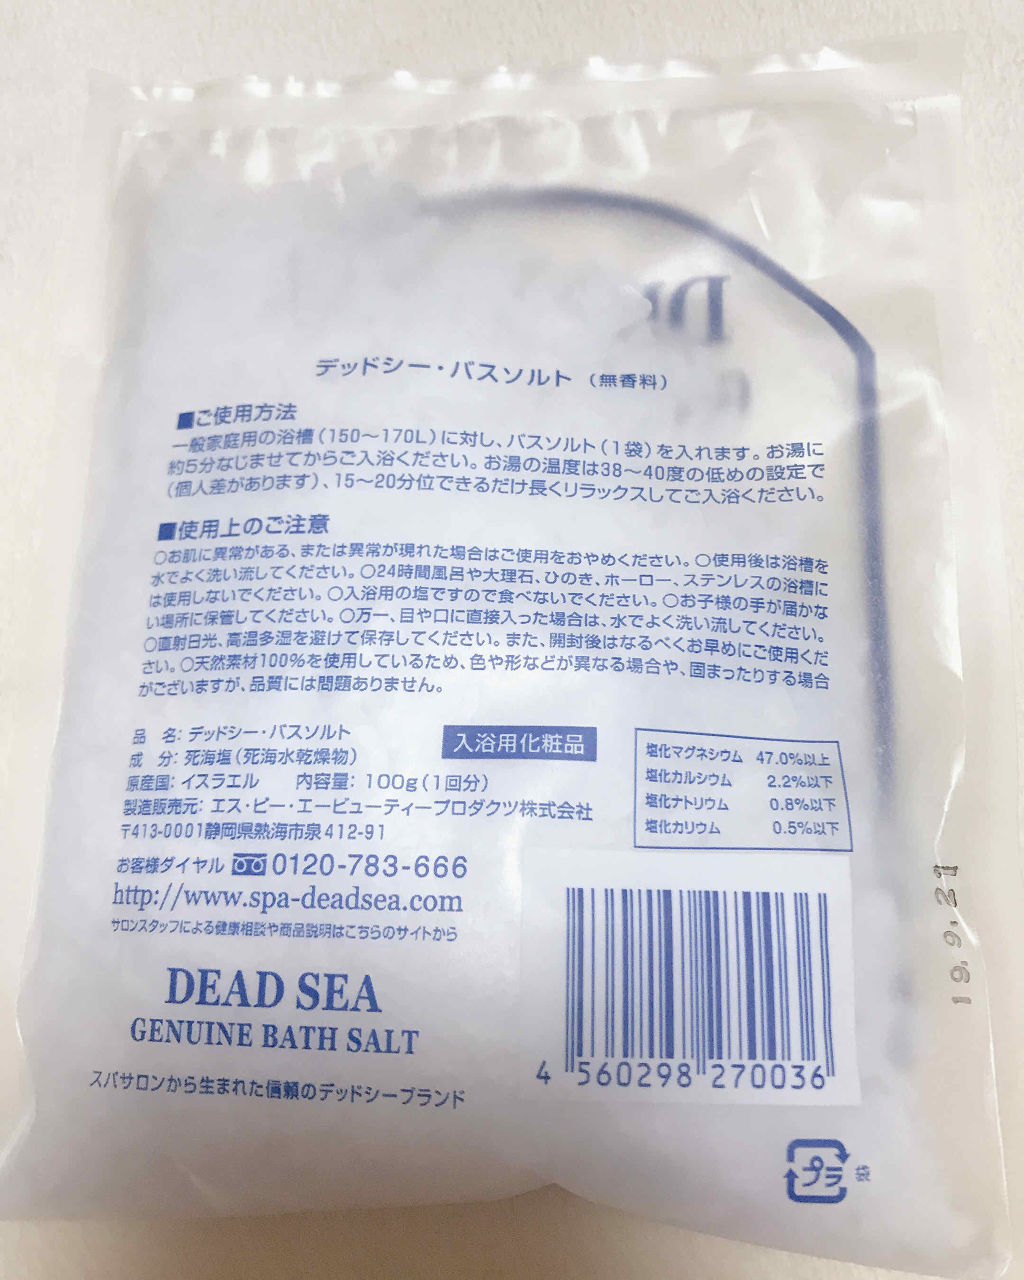 デッドシー・バスソルト（無香料）
■ご使用方法
一般家庭用の浴槽（150～170L）に対し、バスソルト（1袋）を入れます。お湯に
約5分なじませてからご入浴ください。お湯の温度は38～40度の低めの設定で
（個人差があります）、15～20分位できるだけ長くリラックスしてご入浴ください。
■使用上のご注意
○お肌に異常がある、または異常が現れた場合はご使用をおやめください。○使用後は浴槽を
水でよく洗い流してください。○24時間風呂や大理石、ひのき、ホーロー、ステンレスの浴槽に
は使用しないでください。○入浴用の塩ですので食べないでください。○お子様の手が届かな
い場所に保管してください。○万一、目や口に直接入った場合は、水でよく洗い流してください。
○直射日光、高温多湿を避けて保存してください。また、開封後はなるべくお早めにご使用くだ
さい。○天然素材100%を使用しているため、色や形などが異なる場合や、固まったりする場合
がございますが、品質には問題ありません。
品　名：デッドシー・バスソルト
成　分：死海塩（死海水乾燥物）
入浴用化粧品
原産国：イスラエル　内容量：100g（1回分）
製造販売元：エス・ピー・エービューティープロダクツ株式会社
〒413-0001静岡県熱海市泉412-91
塩化マグネシウム 47.0%以上
塩化カルシウム 2.2%以下
塩化ナトリウム 0.8%以下
塩化カリウム 0.5%以下
お客様ダイヤル 0120-783-666
http://www.spa-deadsea.com
サロンスタッフによる健康相談や商品説明はこちらのサイトから
DEAD SEA
GENUINE BATH SALT
スパサロンから生まれた信頼のデッドシーブランド
4 560298 270036
プラ 袋
19.9.21